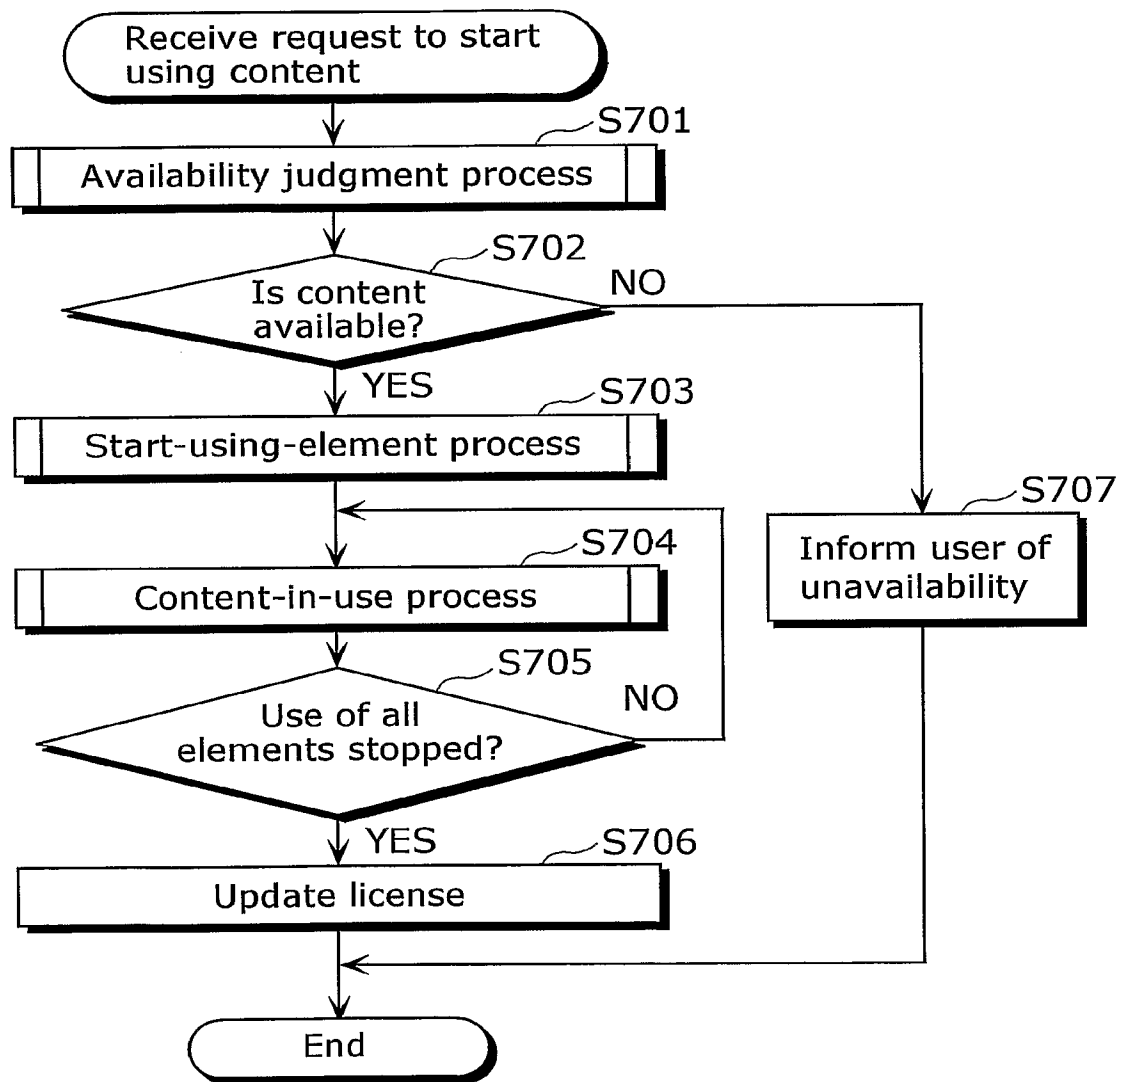 Receive request to start
using content
S701
Availability judgment process
S702
Is content
available?
NO
YES
S703
Start-using-element process
S707
Inform user of
unavailability
S704
Content-in-use process
S705
Use of all
elements stopped?
NO
YES
S706
Update license
End